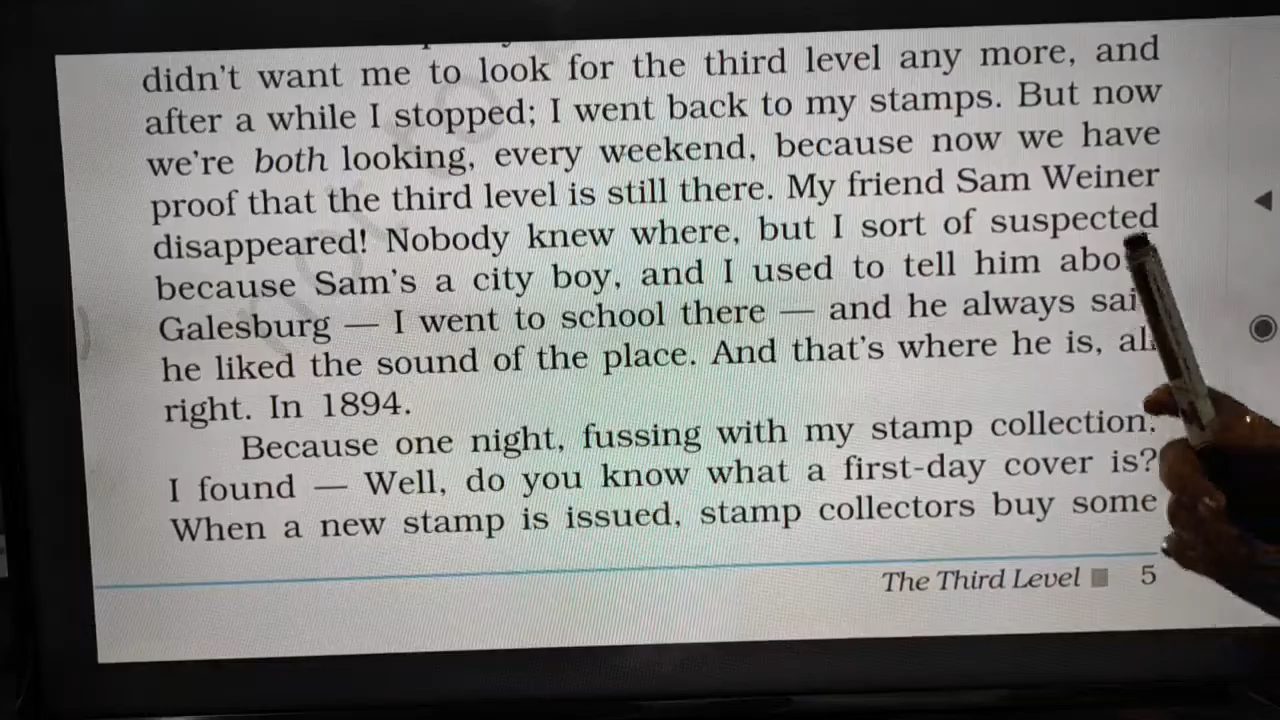 didn't want me to look for the third level any more, and
after a while I stopped; I went back to my stamps. But now
we're both looking, every weekend, because now we have
proof that the third level is still there. My friend Sam Weiner
disappeared! Nobody knew where, but I sort of suspected
because Sam's a city boy, and I used to tell him abo
Galesburg — I went to school there — and he always sai
he liked the sound of the place. And that's where he is, al
right. In 1894.
Because one night, fussing with my stamp collection,
I found — Well, do you know what a first-day cover is?
When a new stamp is issued, stamp collectors buy some
The Third Level 5